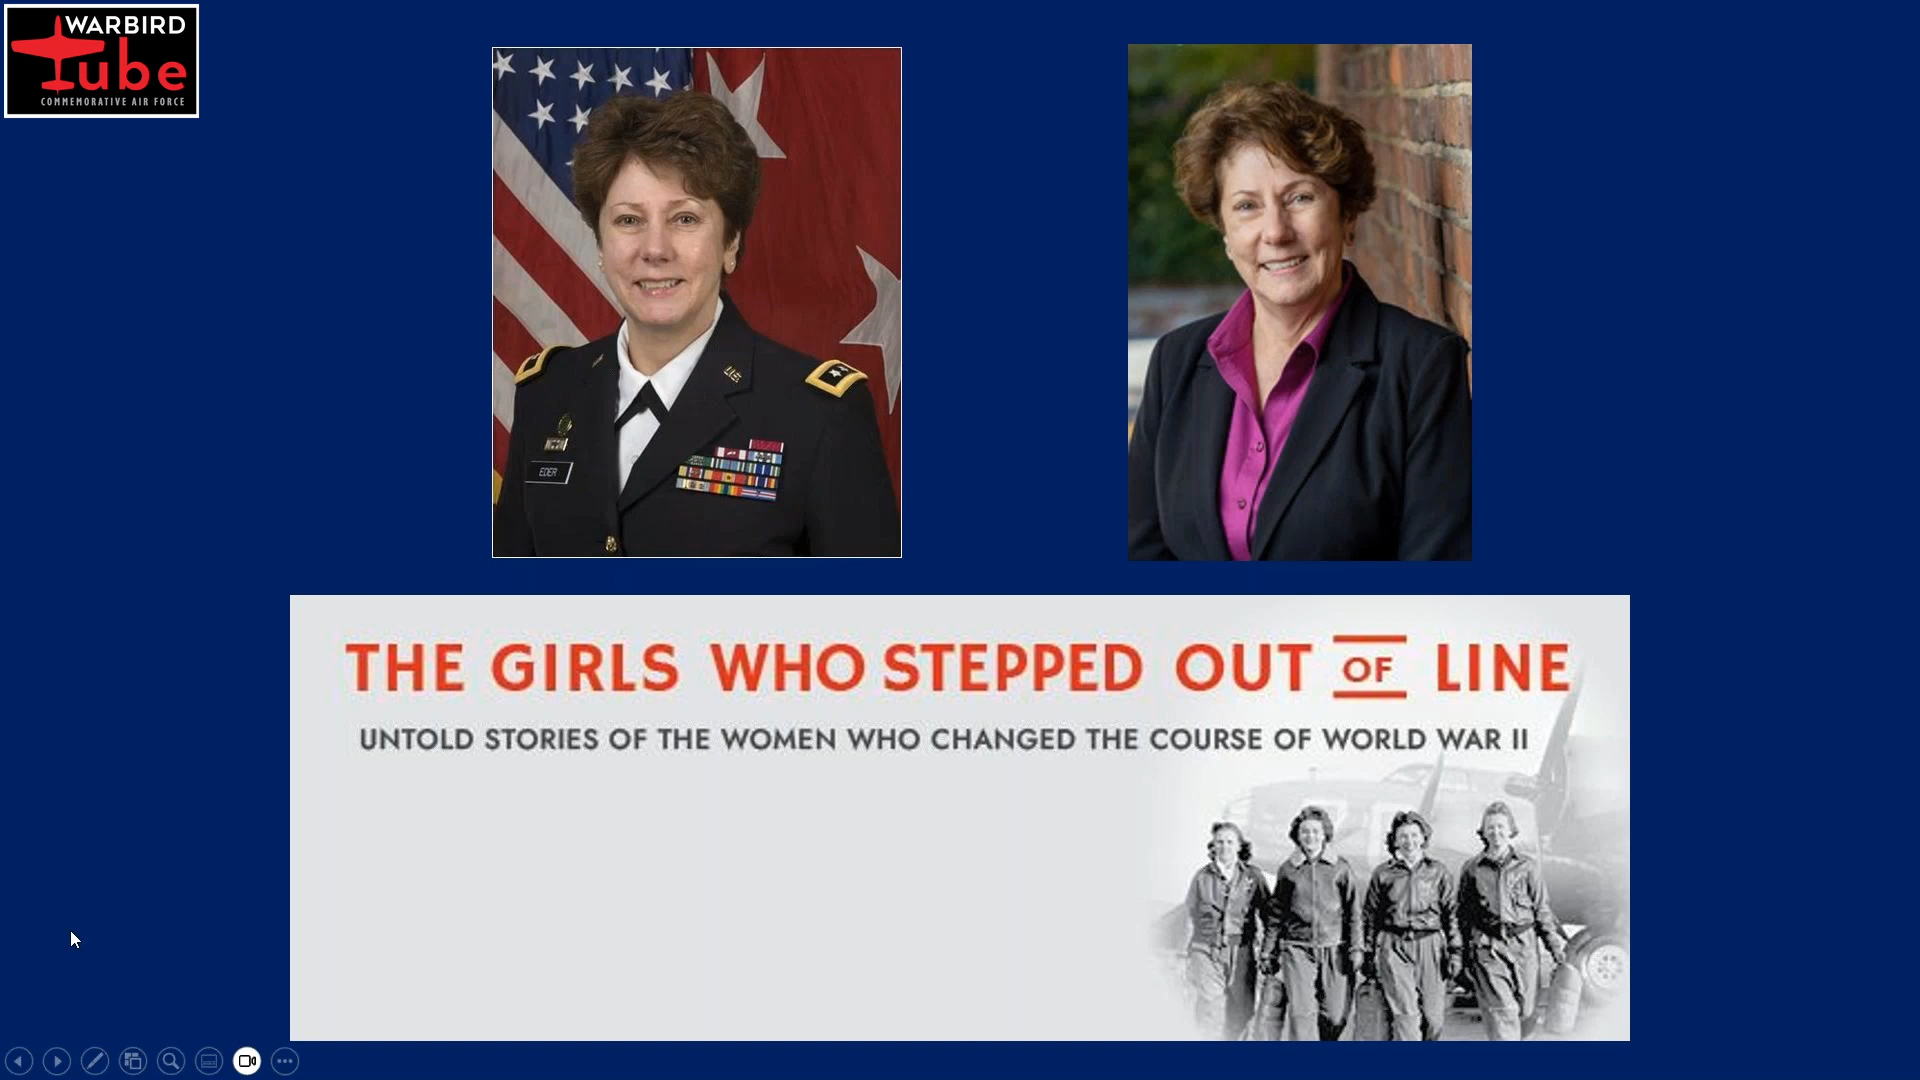 WARBIRD
Tube
COMMEMORATIVE AIR FORCE
U.S.
EDER
THE GIRLS WHO STEPPED OUT OF LINE
UNTOLD STORIES OF THE WOMEN WHO CHANGED THE COURSE OF WORLD WAR II